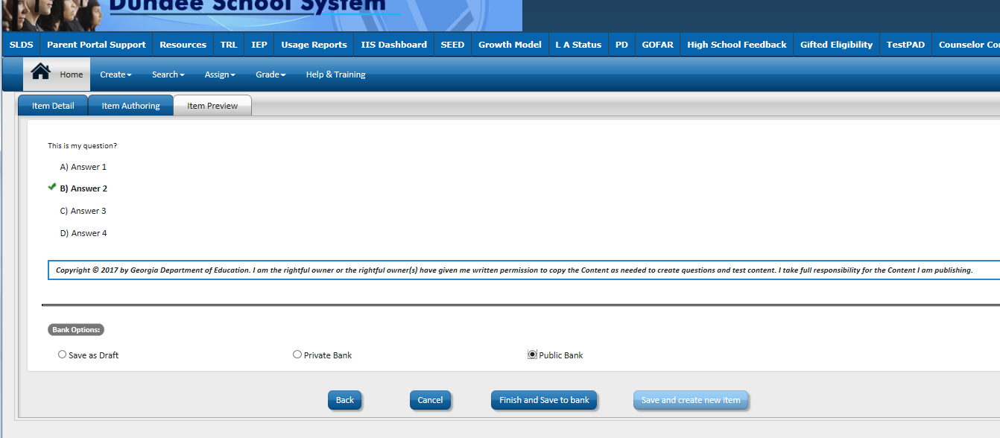 Dundee School System
SLDS Parent Portal Support Resources TRL IEP Usage Reports IIS Dashboard SEED Growth Model L A Status PD GOFAR High School Feedback Gifted Eligibility TestPAD Counselor Co
Home Create Search Assign Grade Help & Training
Item Detail Item Authoring Item Preview
This is my question?
A) Answer 1
B) Answer 2
C) Answer 3
D) Answer 4
Copyright © 2017 by Georgia Department of Education. I am the rightful owner or the rightful owner(s) have given me written permission to copy the Content as needed to create questions and test content. I take full responsibility for the Content I am publishing.
Bank Options:
Save as Draft Private Bank Public Bank
Back Cancel Finish and Save to bank Save and create new item